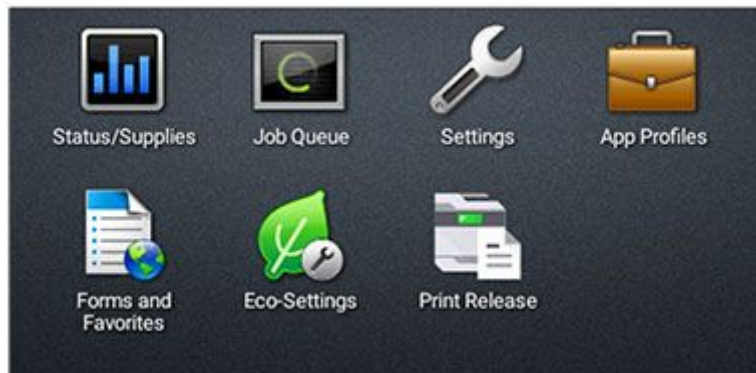 Status/Supplies
Job Queue
Settings
App Profiles
Forms and
Favorites
Eco-Settings
Print Release